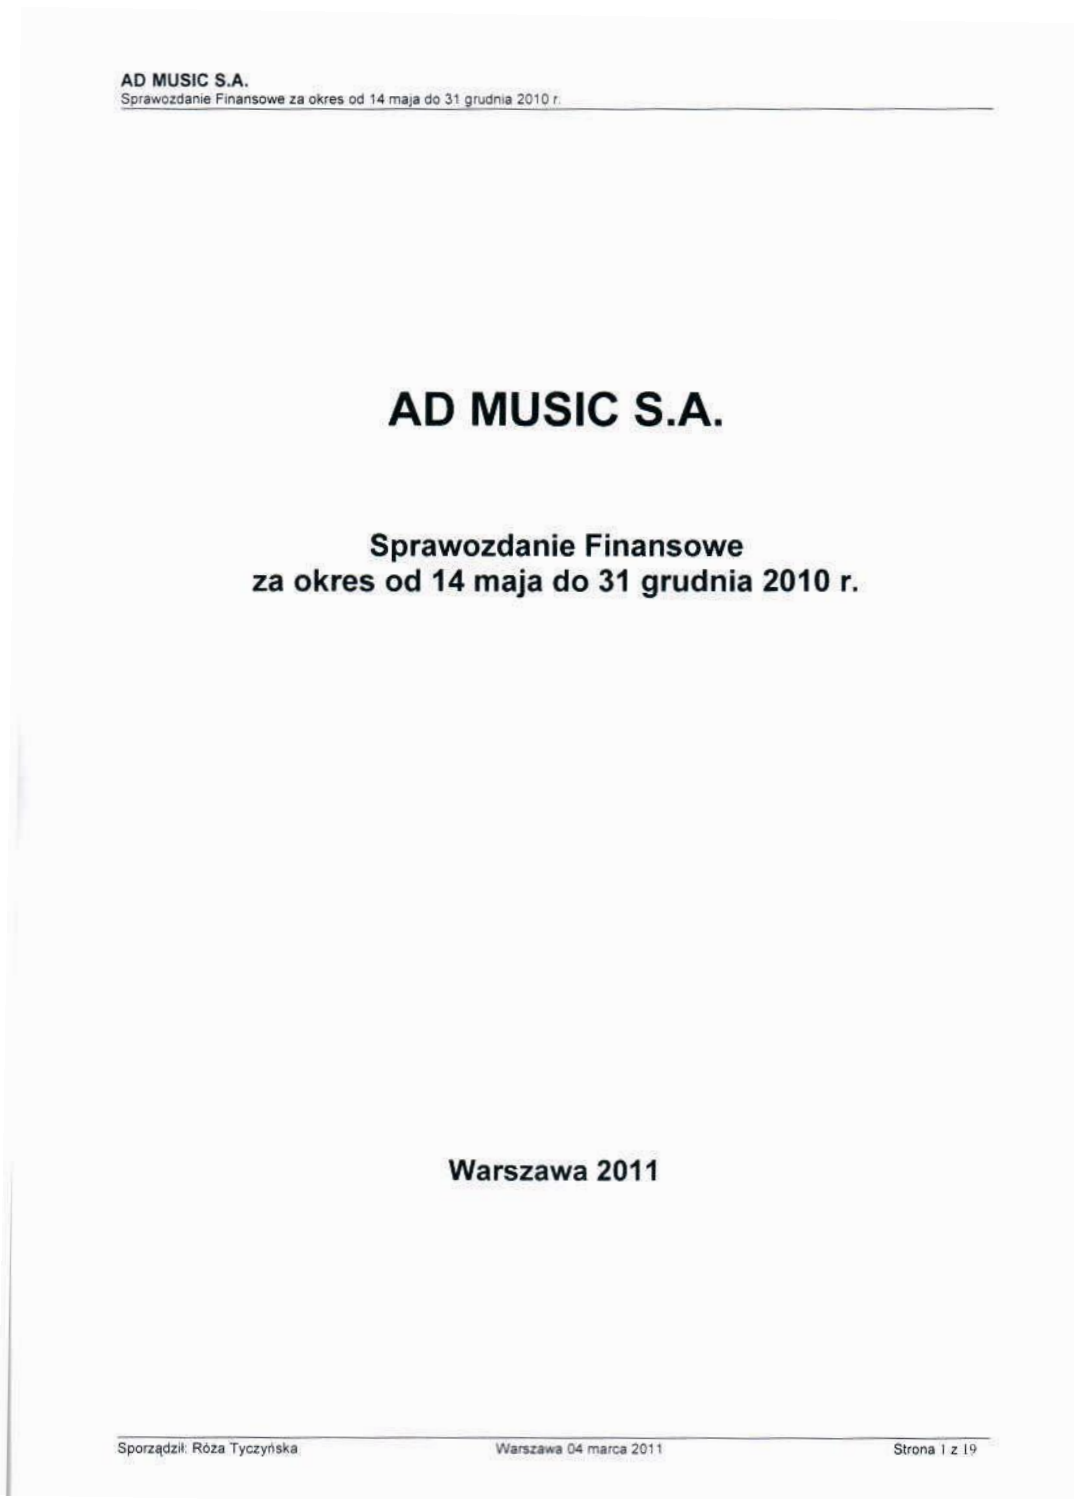 AD MUSIC S.A.
Sprawozdanie Finansowe za okres od 14 maja do 31 grudnia 2010 r.
AD MUSIC S.A.
Sprawozdanie Finansowe
za okres od 14 maja do 31 grudnia 2010 r.
Warszawa 2011
Sporządził: Róża Tyczyńska Warszawa 04 marca 2011 Strona 1 z 19